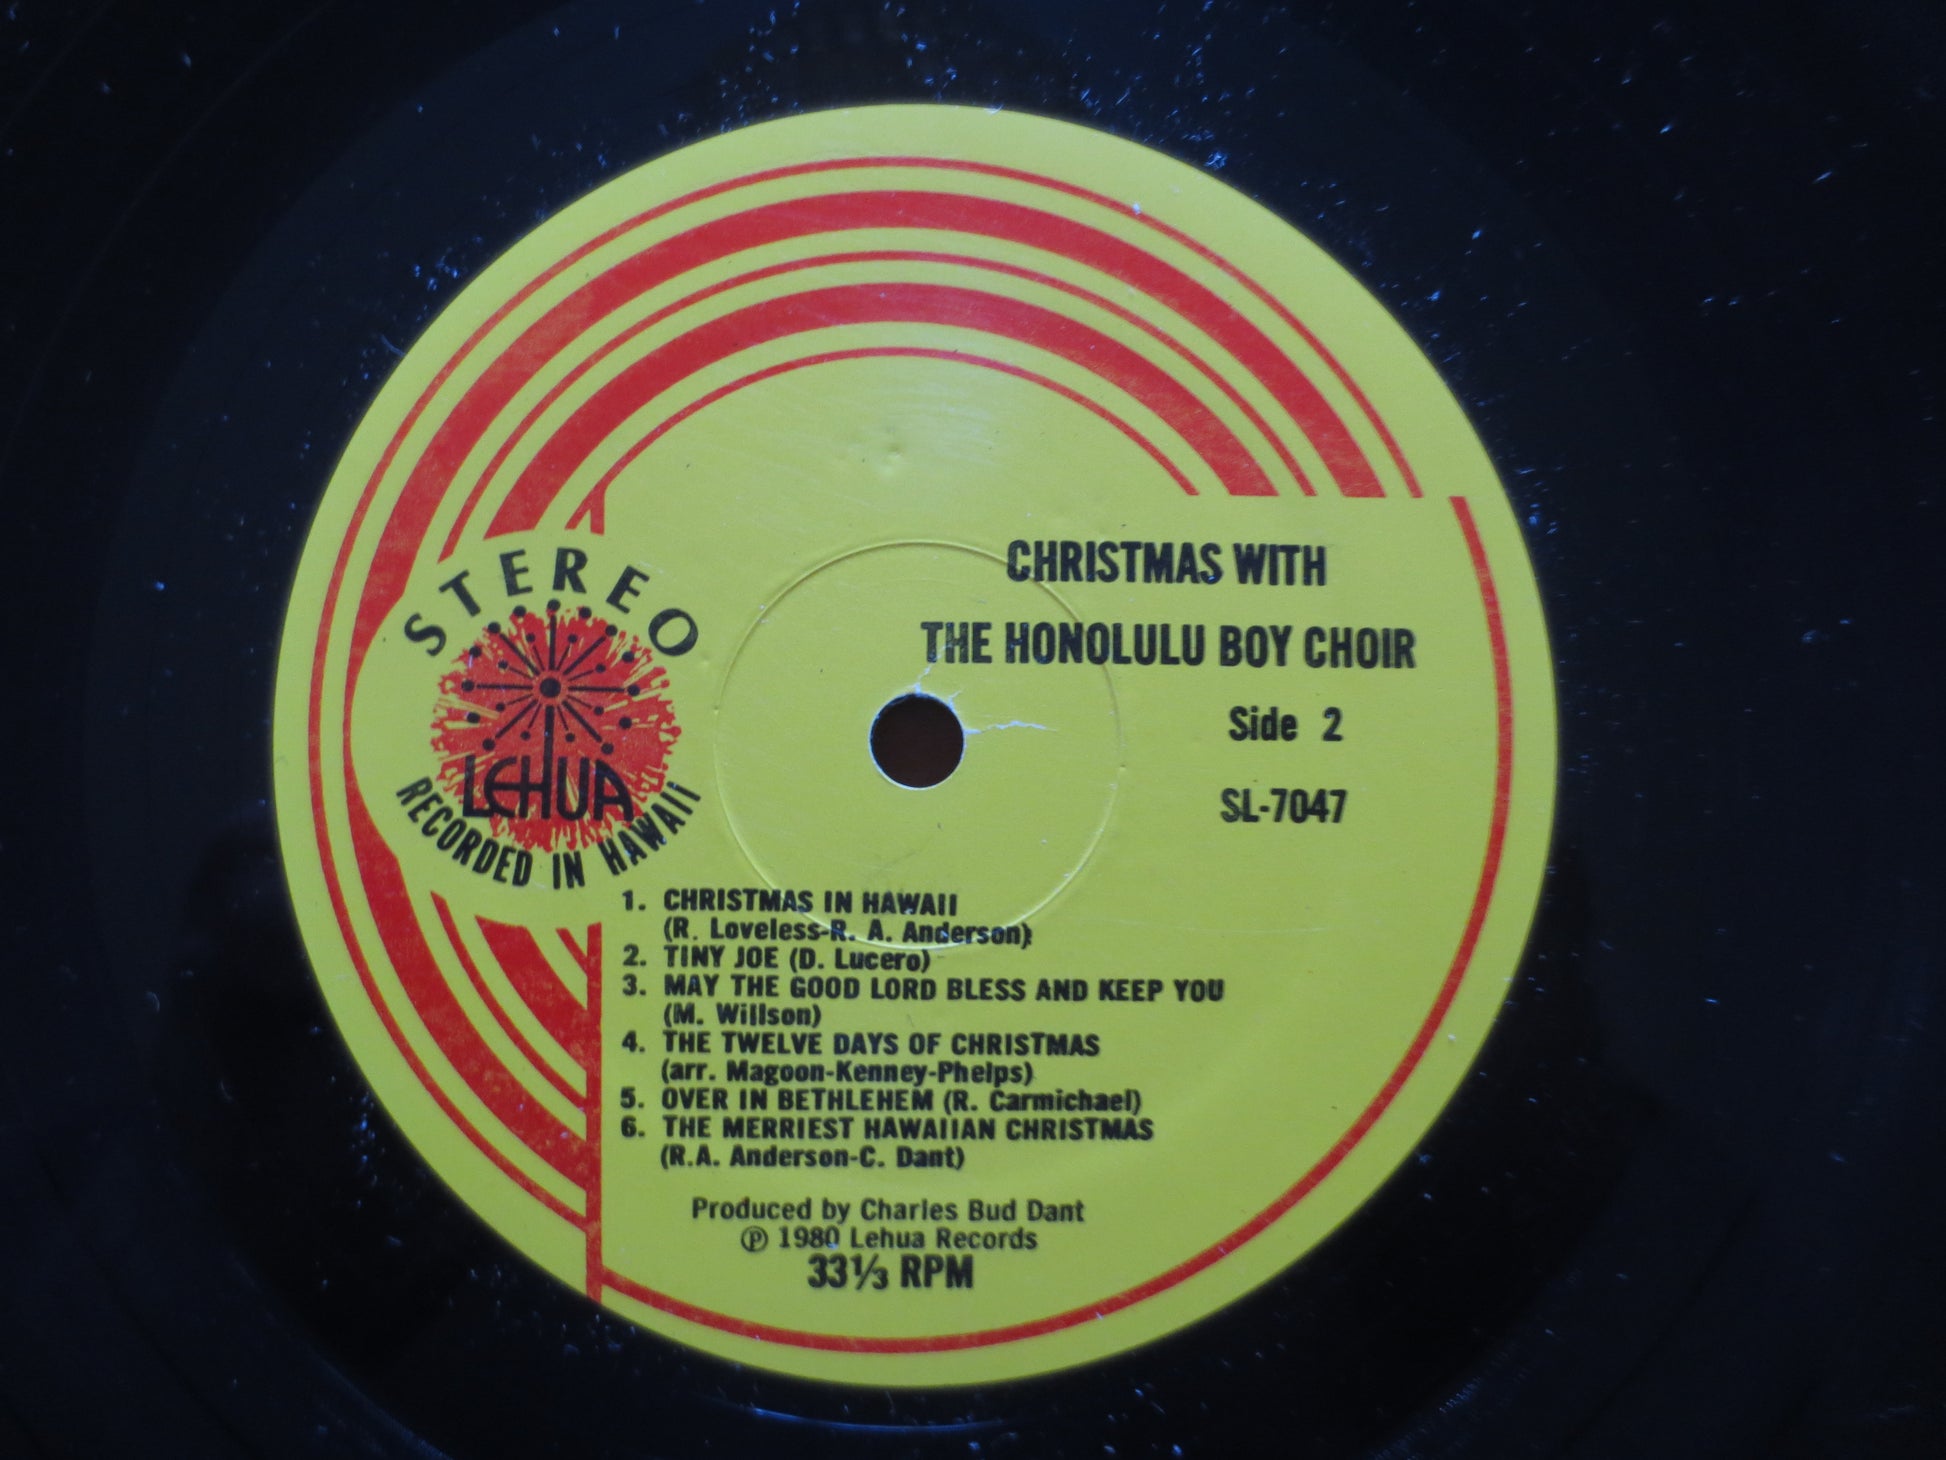 STEREO
LEHUA
RECORDED IN HAWAII
CHRISTMAS WITH
THE HONOLULU BOY CHOIR
Side 2
SL-7047
1. CHRISTMAS IN HAWAII
(R. Loveless-R. A. Anderson)
2. TINY JOE (D. Lucero)
3. MAY THE GOOD LORD BLESS AND KEEP YOU
(M. Willson)
4. THE TWELVE DAYS OF CHRISTMAS
(arr. Magoon-Kenney-Phelps)
5. OVER IN BETHLEHEM (R. Carmichael)
6. THE MERRIEST HAWAIIAN CHRISTMAS
(R.A. Anderson-C. Dant)
Produced by Charles Bud Dant
℗ 1980 Lehua Records
33⅓ RPM